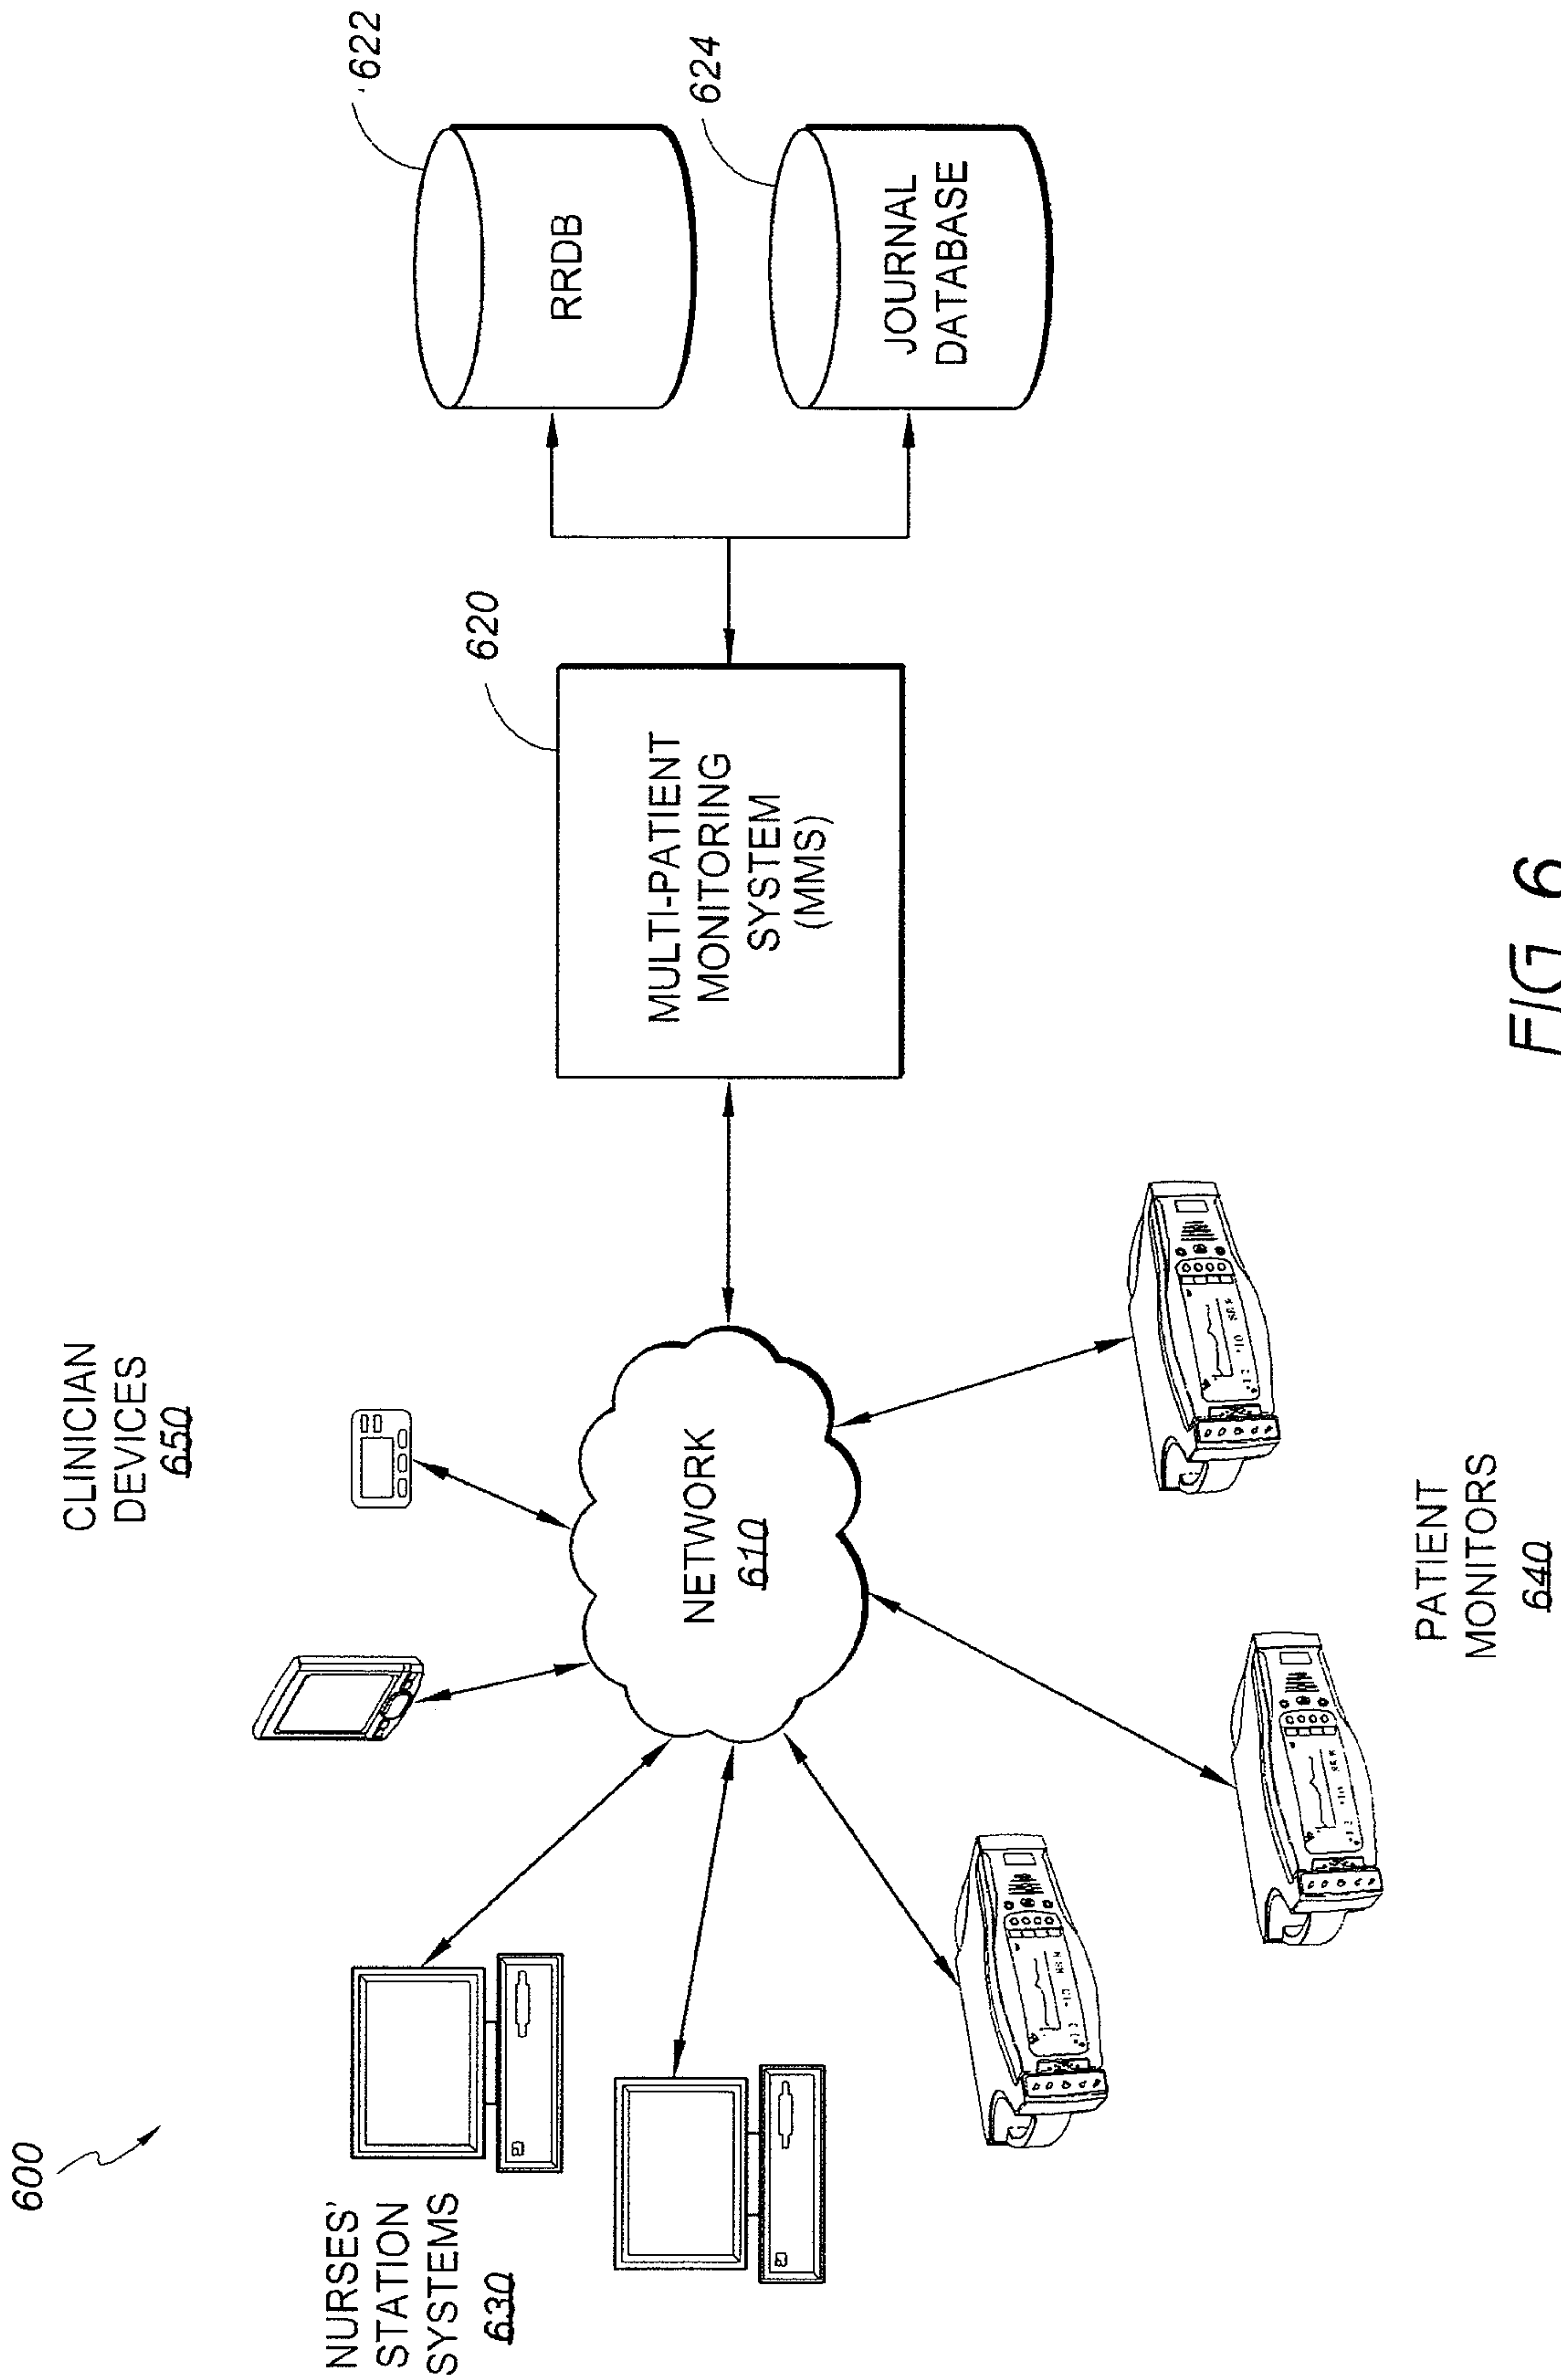 600
CLINICIAN
DEVICES
650
622
NURSES'
STATION
SYSTEMS
630
RRDB
620
624
NETWORK
610
MULTI-PATIENT
MONITORING
SYSTEM
(MMS)
JOURNAL
DATABASE
PATIENT
MONITORS
640
FIG. 6